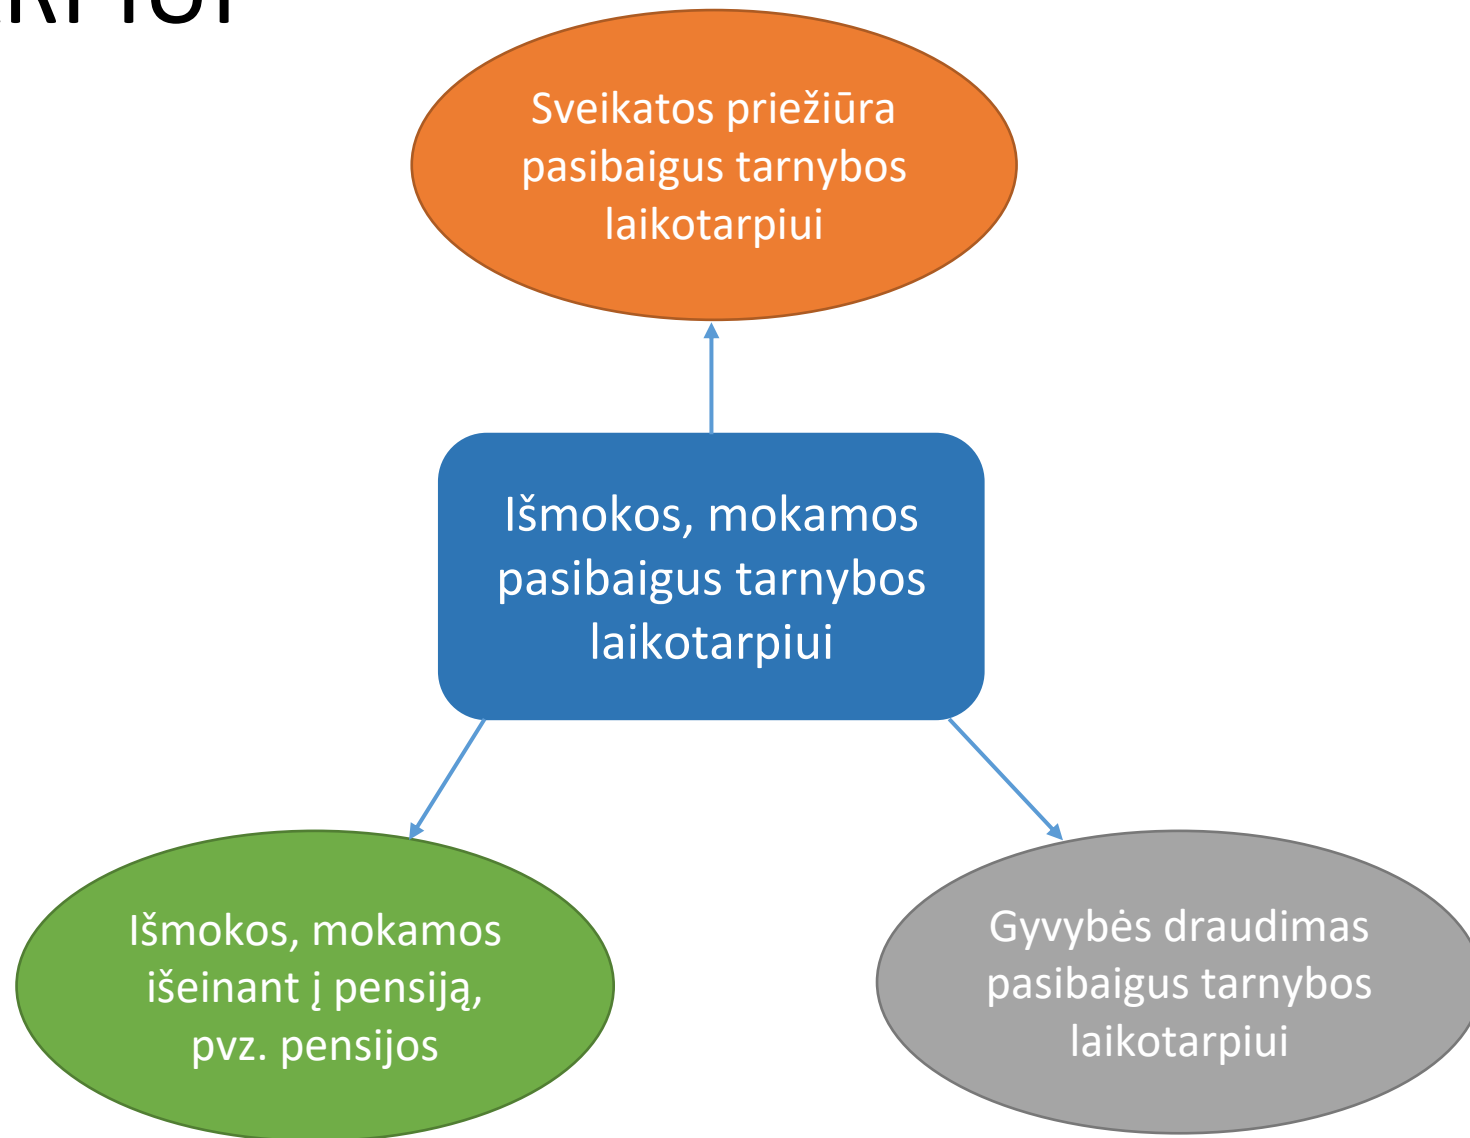 Sveikatos priežiūra
pasibaigus tarnybos
laikotarpiui
Išmokos, mokamos
pasibaigus tarnybos
laikotarpiui
Išmokos, mokamos
išeinant į pensiją,
pvz. pensijos
Gyvybės draudimas
pasibaigus tarnybos
laikotarpiui